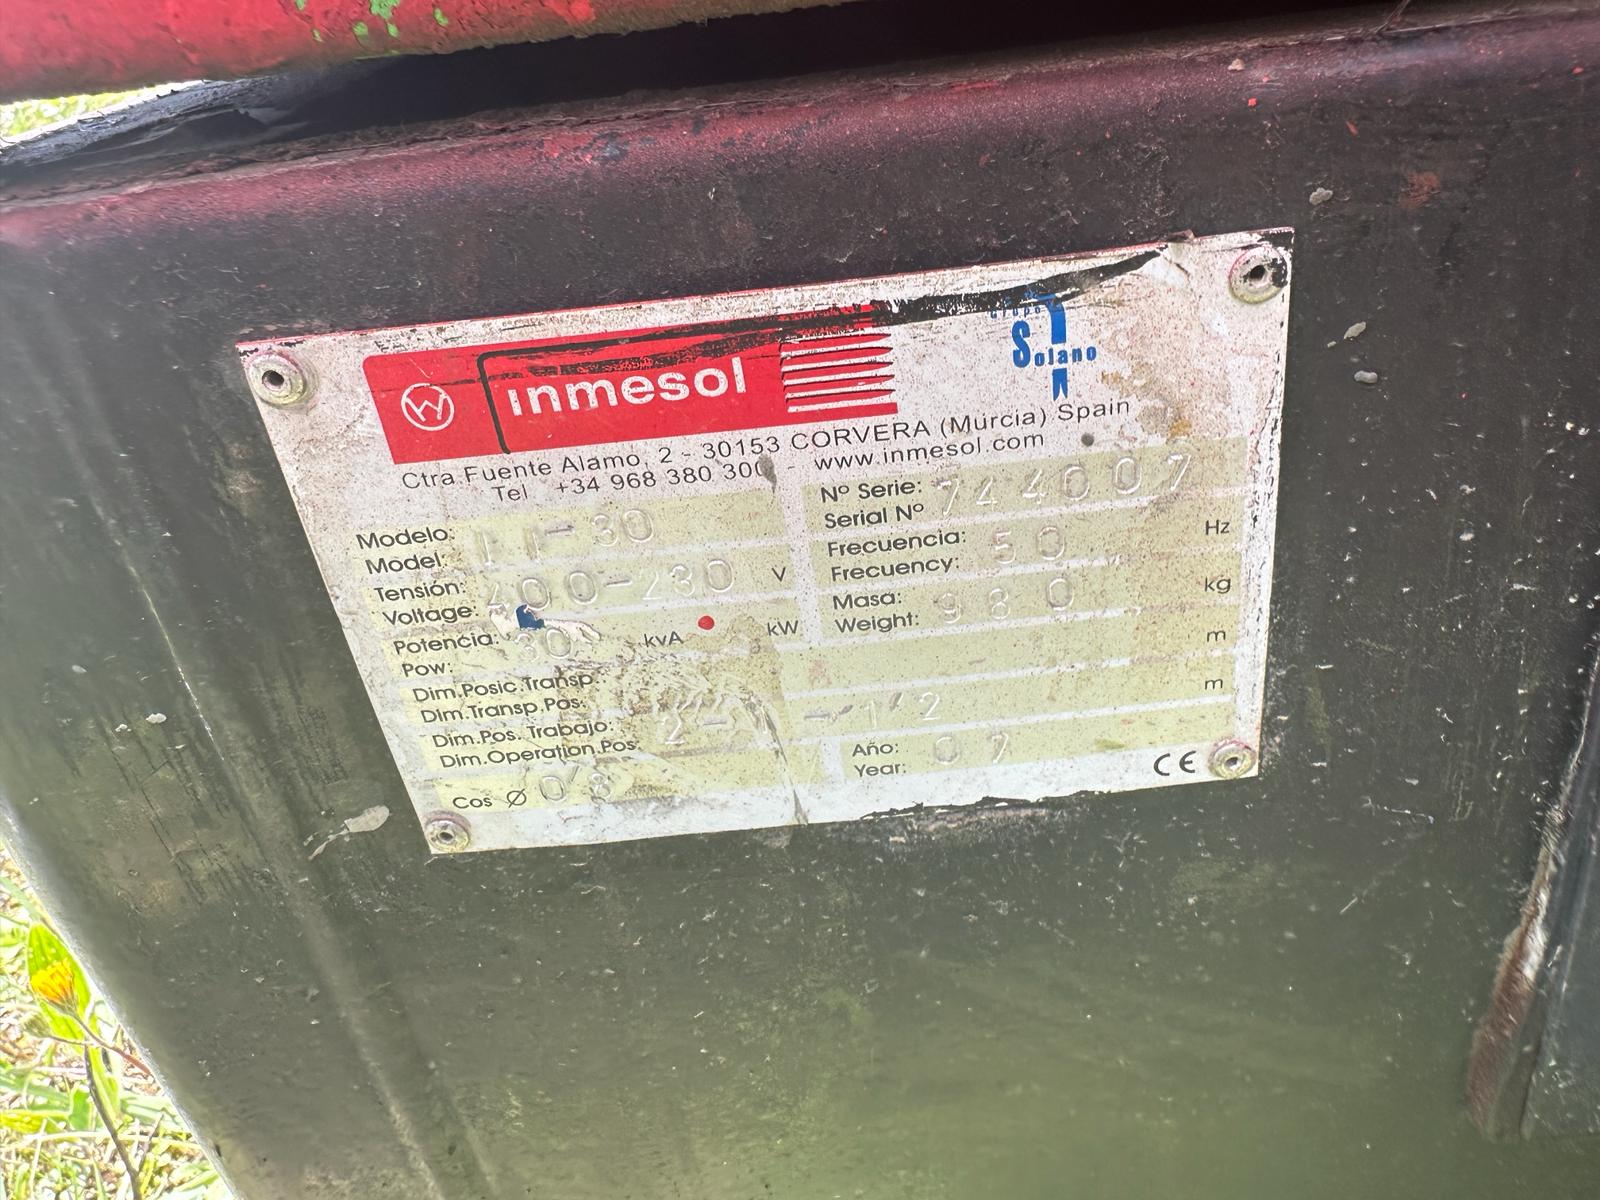 inmesol
Grupo
Solano
Ctra.Fuente Alamo, 2 - 30153 CORVERA (Murcia) Spain
Tel +34 968 380 300 - www.inmesol.com
Modelo:
Model: -30
Nº Serie:
Serial Nº 744007
Tensión:
Voltage: 400-230 V
Frecuencia:
Frecuency: 50 Hz
Potencia:
Pow: 30 kvA kW
Masa:
Weight: 980 kg
Dim.Posic.Transp.
Dim.Transp.Pos: m
Dim.Pos. Trabajo:
Dim.Operation.Pos: m
Cos Ø 0'8
Año:
Year: 07
CE